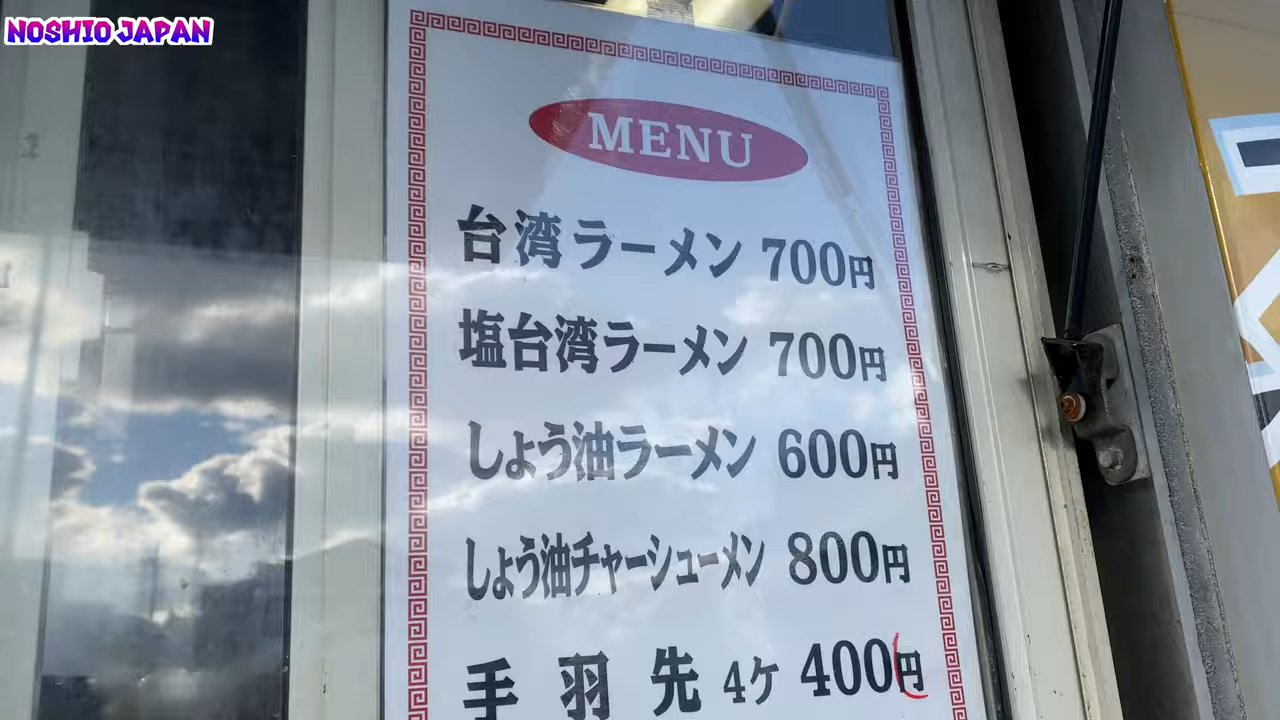 NOSHIO JAPAN
MENU
台湾ラーメン 700円
塩台湾ラーメン 700円
しょう油ラーメン 600円
しょう油チャーシューメン 800円
手羽先 4ケ 400円